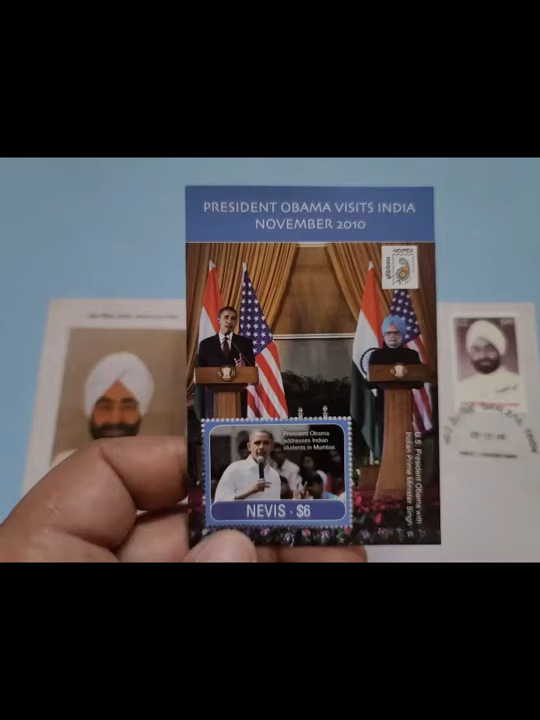 PRESIDENT OBAMA VISITS INDIA
NOVEMBER 2010
INDIPEX
President Obama
addresses Indian
students in Mumbai.
NEVIS · $6
U.S. President Obama with
Indian Prime Minister Singh